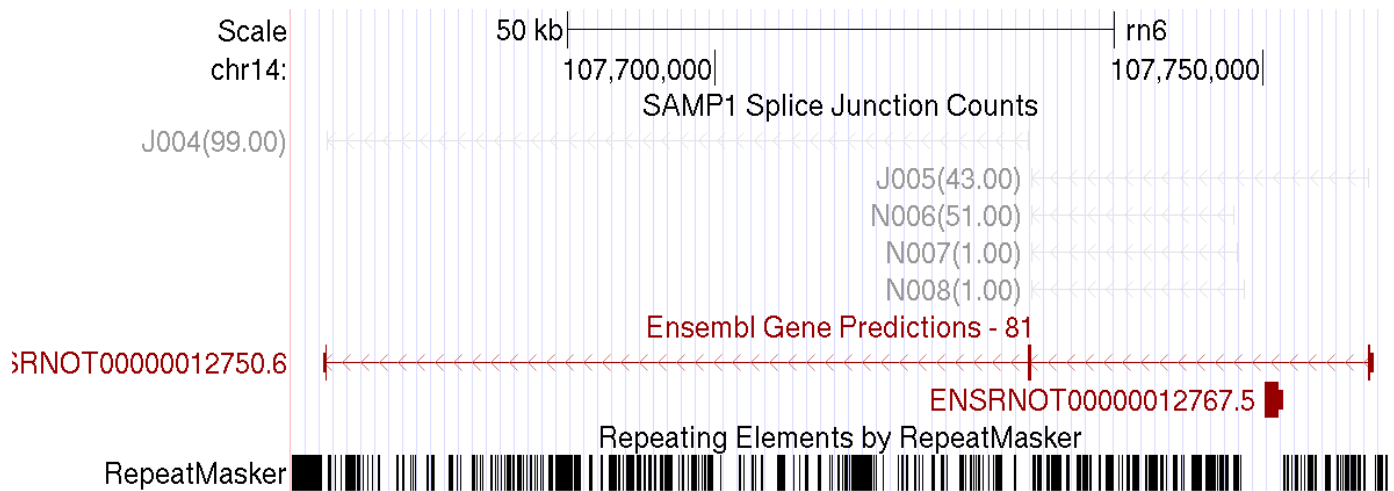 Scale 50 kb rn6
chr14: 107,700,000 107,750,000
SAMP1 Splice Junction Counts
J004(99.00)
J005(43.00)
N006(51.00)
N007(1.00)
N008(1.00)
Ensembl Gene Predictions - 81
SRNOT00000012750.6
ENSRNOT00000012767.5
Repeating Elements by RepeatMasker
RepeatMasker